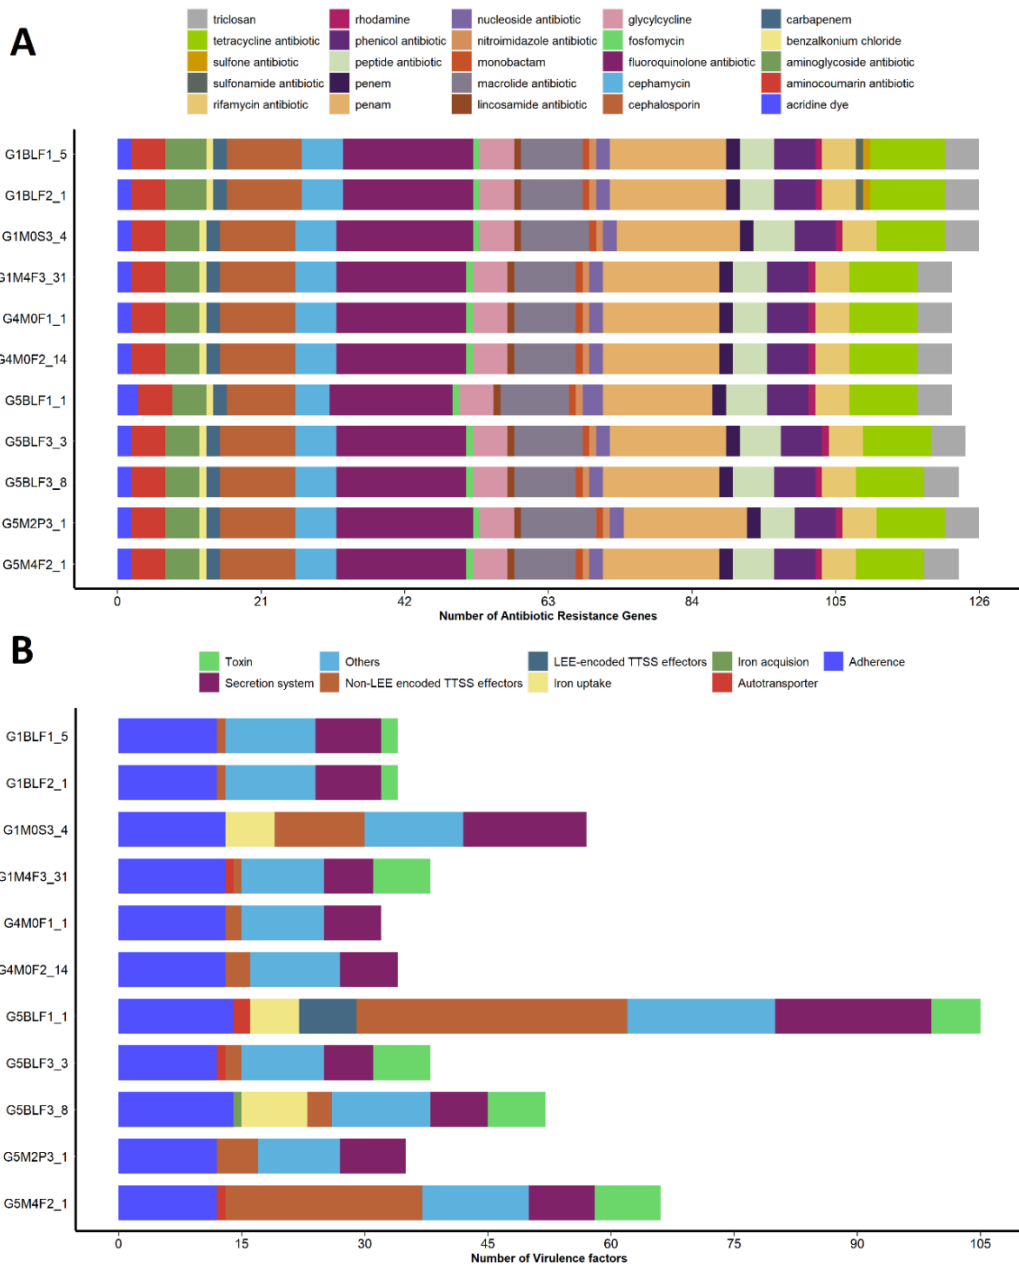 A
triclosan rhodamine nucleoside antibiotic glycylcycline carbapenem
tetracycline antibiotic phenicol antibiotic nitroimidazole antibiotic fosfomycin benzalkonium chloride
sulfone antibiotic peptide antibiotic monobactam fluoroquinolone antibiotic aminoglycoside antibiotic
sulfonamide antibiotic penem macrolide antibiotic cephamycin aminocoumarin antibiotic
rifamycin antibiotic penam lincosamide antibiotic cephalosporin acridine dye
G1BLF1_5
G1BLF2_1
G1M0S3_4
G1M4F3_31
G4M0F1_1
G4M0F2_14
G5BLF1_1
G5BLF3_3
G5BLF3_8
G5M2P3_1
G5M4F2_1
0 21 42 63 84 105 126
Number of Antibiotic Resistance Genes
B
Toxin Others LEE-encoded TTSS effectors Iron acquision Adherence
Secretion system Non-LEE encoded TTSS effectors Iron uptake Autotransporter
G1BLF1_5
G1BLF2_1
G1M0S3_4
G1M4F3_31
G4M0F1_1
G4M0F2_14
G5BLF1_1
G5BLF3_3
G5BLF3_8
G5M2P3_1
G5M4F2_1
0 15 30 45 60 75 90 105
Number of Virulence factors